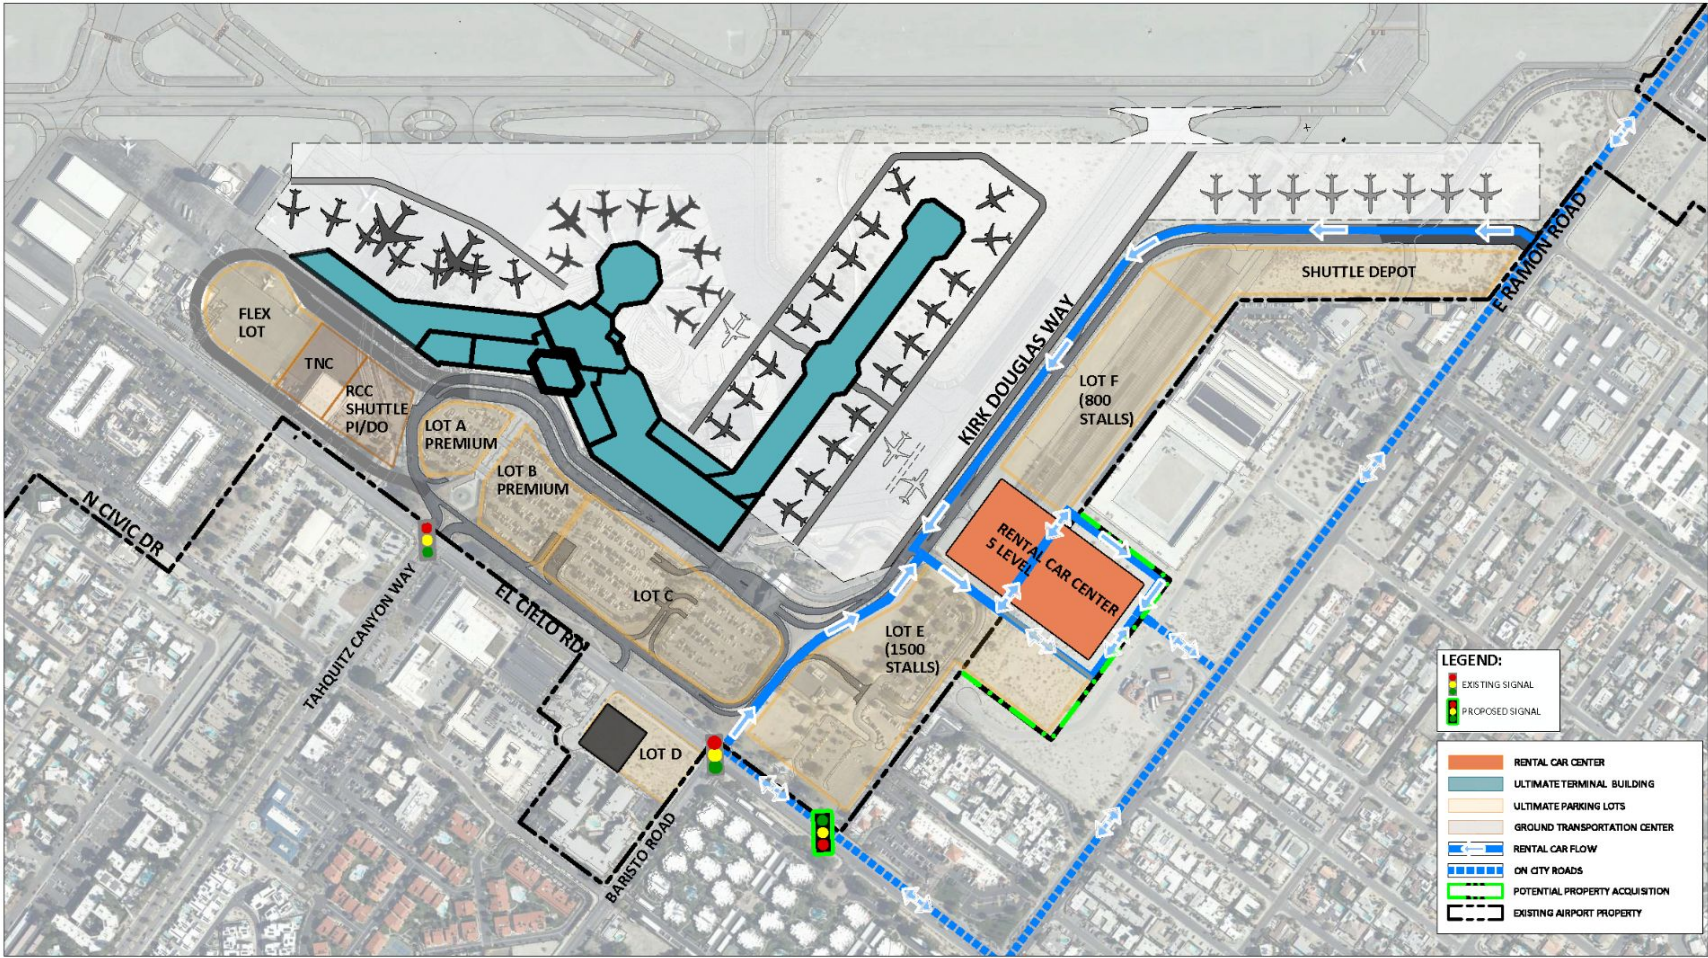 SHUTTLE DEPOT
E RAMON ROAD
FLEX
LOT
TNC
RCC
SHUTTLE
PI/DO
KIRK DOUGLAS WAY
LOT F
(800
STALLS)
LOT A
PREMIUM
LOT B
PREMIUM
N CIVIC DR
RENTAL CAR CENTER
5 LEVEL
TAHQUITZ CANYON WAY
EL CIELO RD
LOT C
LOT E
(1500
STALLS)
LOT D
BARISTO ROAD
LEGEND:
EXISTING SIGNAL
PROPOSED SIGNAL
RENTAL CAR CENTER
ULTIMATE TERMINAL BUILDING
ULTIMATE PARKING LOTS
GROUND TRANSPORTATION CENTER
RENTAL CAR FLOW
ON CITY ROADS
POTENTIAL PROPERTY ACQUISITION
EXISTING AIRPORT PROPERTY